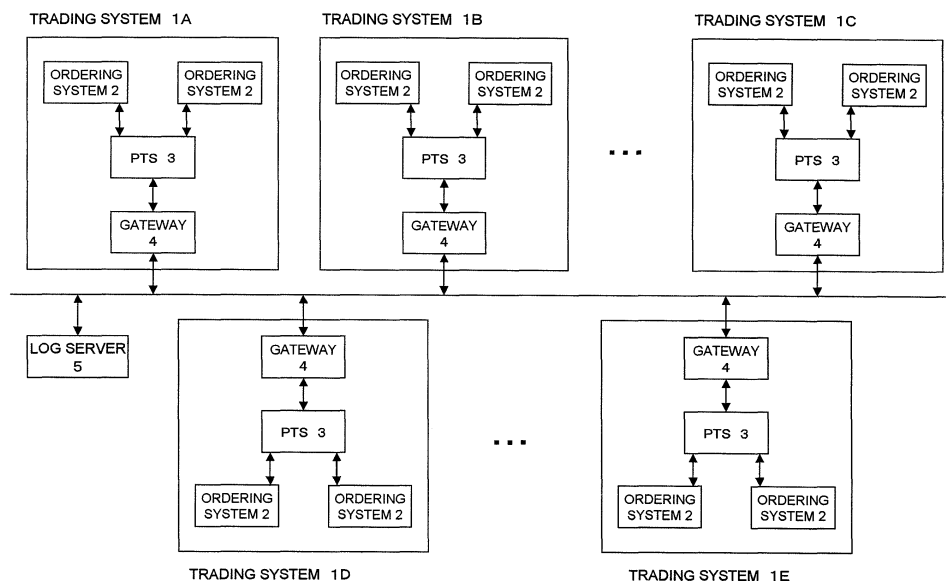 TRADING SYSTEM 1A
ORDERING
SYSTEM 2
ORDERING
SYSTEM 2
PTS 3
GATEWAY
4
TRADING SYSTEM 1B
ORDERING
SYSTEM 2
ORDERING
SYSTEM 2
PTS 3
GATEWAY
4
...
TRADING SYSTEM 1C
ORDERING
SYSTEM 2
ORDERING
SYSTEM 2
PTS 3
GATEWAY
4
LOG SERVER
5
GATEWAY
4
PTS 3
ORDERING
SYSTEM 2
ORDERING
SYSTEM 2
TRADING SYSTEM 1D
...
GATEWAY
4
PTS 3
ORDERING
SYSTEM 2
ORDERING
SYSTEM 2
TRADING SYSTEM 1E